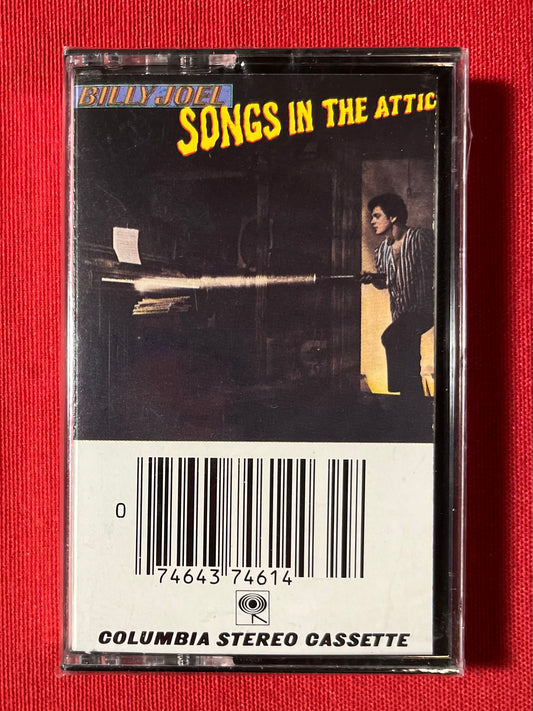 BILLY JOEL
SONGS IN THE ATTIC
0
74643 74614
COLUMBIA STEREO CASSETTE